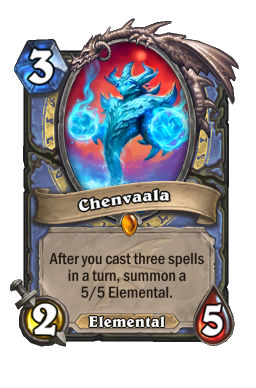 3
Chenvaala
After you cast three spells
in a turn, summon a
5/5 Elemental.
2
Elemental
5